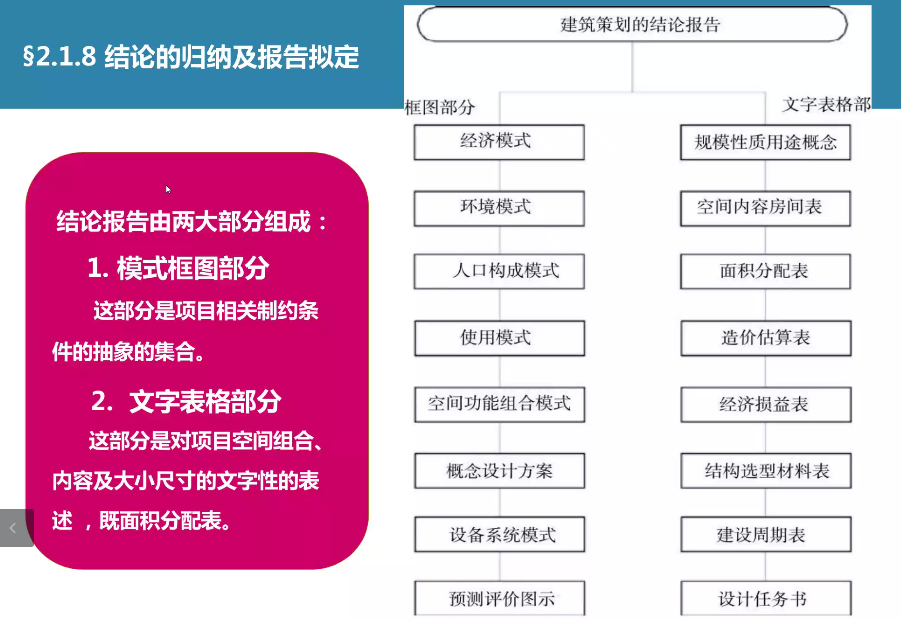 §2.1.8 结论的归纳及报告拟定
结论报告由两大部分组成：
1. 模式框图部分
这部分是项目相关制约条
件的抽象的集合。
2. 文字表格部分
这部分是对项目空间组合、
内容及大小尺寸的文字性的表
述 ，既面积分配表。
建筑策划的结论报告
框图部分
经济模式
环境模式
人口构成模式
使用模式
空间功能组合模式
概念设计方案
设备系统模式
预测评价图示
文字表格部
规模性质用途概念
空间内容房间表
面积分配表
造价估算表
经济损益表
结构选型材料表
建设周期表
设计任务书